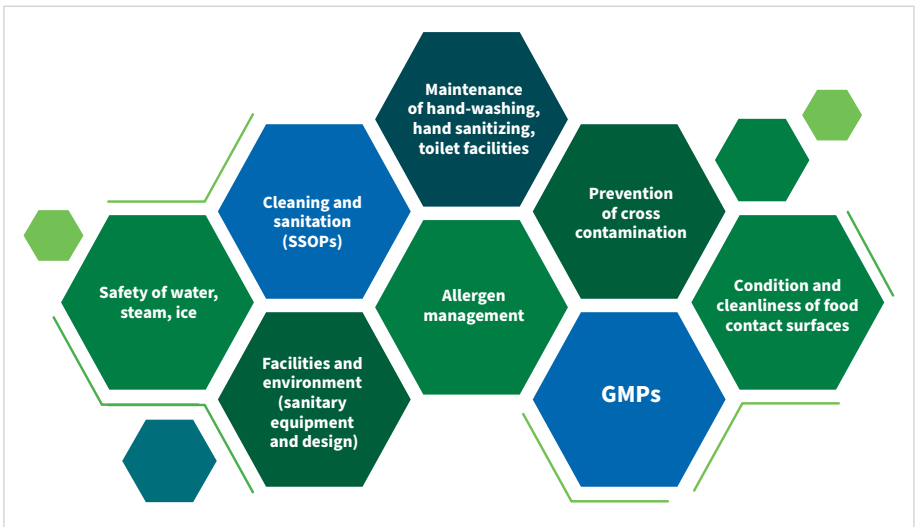 Maintenance
of hand-washing,
hand sanitizing,
toilet facilities
Cleaning and
sanitation
(SSOPs)
Prevention
of cross
contamination
Safety of water,
steam, ice
Allergen
management
Condition and
cleanliness of food
contact surfaces
Facilities and
environment
(sanitary
equipment
and design)
GMPs